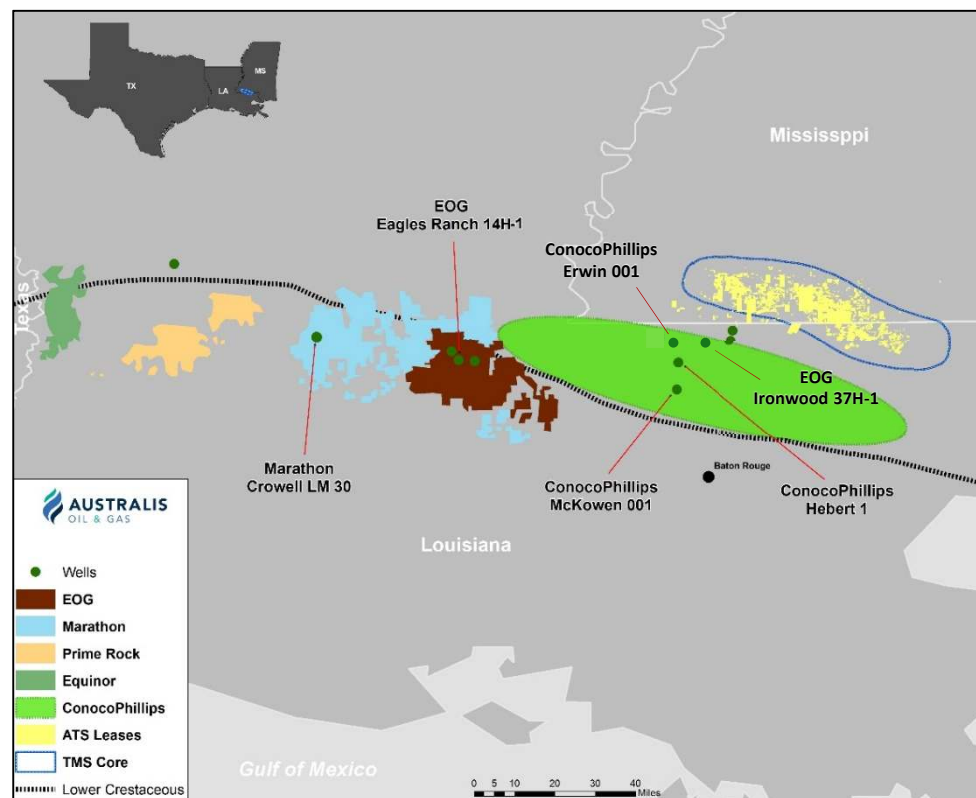 TX
LA
MS
Mississppi
EOG
Eagles Ranch 14H-1
ConocoPhillips
Erwin 001
Texas
EOG
Ironwood 37H-1
Marathon
Crowell LM 30
ConocoPhillips
McKowen 001
Baton Rouge
ConocoPhillips
Hebert 1
Louisiana
AUSTRALIS
OIL & GAS
Wells
EOG
Marathon
Prime Rock
Equinor
ConocoPhillips
ATS Leases
TMS Core
Lower Crestaceous
Gulf of Mexico
0 5 10 20 30 40
Miles